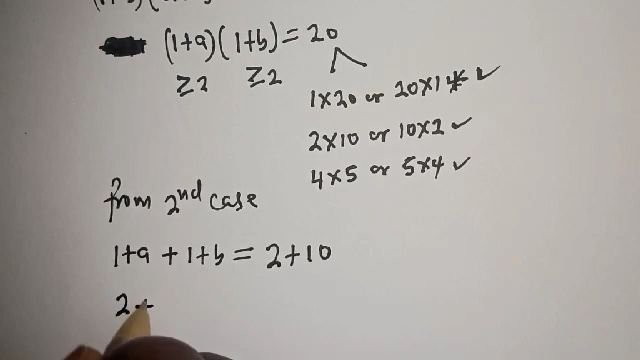 (1+a)(1+b)=20
≥2 ≥2
1×20 or 20×1
2×10 or 10×2 ✓
4×5 or 5×4 ✓
from 2nd case
1+a+1+b=2+10
2+